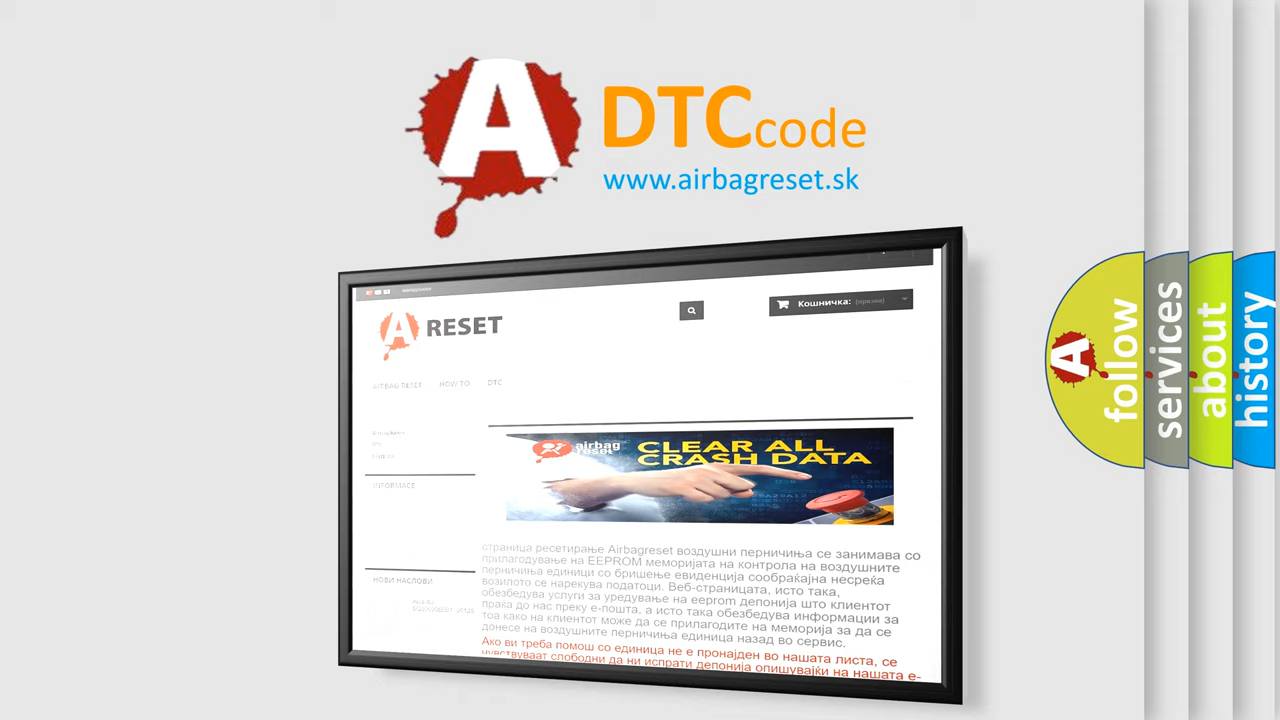 A
DTCcode
www.airbagreset.sk
A RESET
Кошничка: (празна)
AIRBAG RESET HOW TO DTC
INFORMACE
airbag
reset
CLEAR ALL
CRASH DATA
страница ресетирање Airbagreset воздушни перничиња се занимава со
прилагодување на EEPROM меморијата на контрола на воздушните
перничиња единици со бришење евиденција сообраќајна несреќа
возилото се нарекува податоци. Веб-страницата, исто така,
обезбедува услуги за уредување на eeprom депонија што клиентот
праќа до нас преку е-пошта, а исто така обезбедува информации за
тоа како на клиентот може да се прилагодите на меморија за да се
донесе на воздушните перничиња единица назад во сервис.
Ако ви треба помош со единица не е пронајден во нашата листа, се
чувствуваат слободни да ни испрати депонија опишувајќи на нашата е-
НОВИ НАСЛОВИ
A
follow
services
about
history